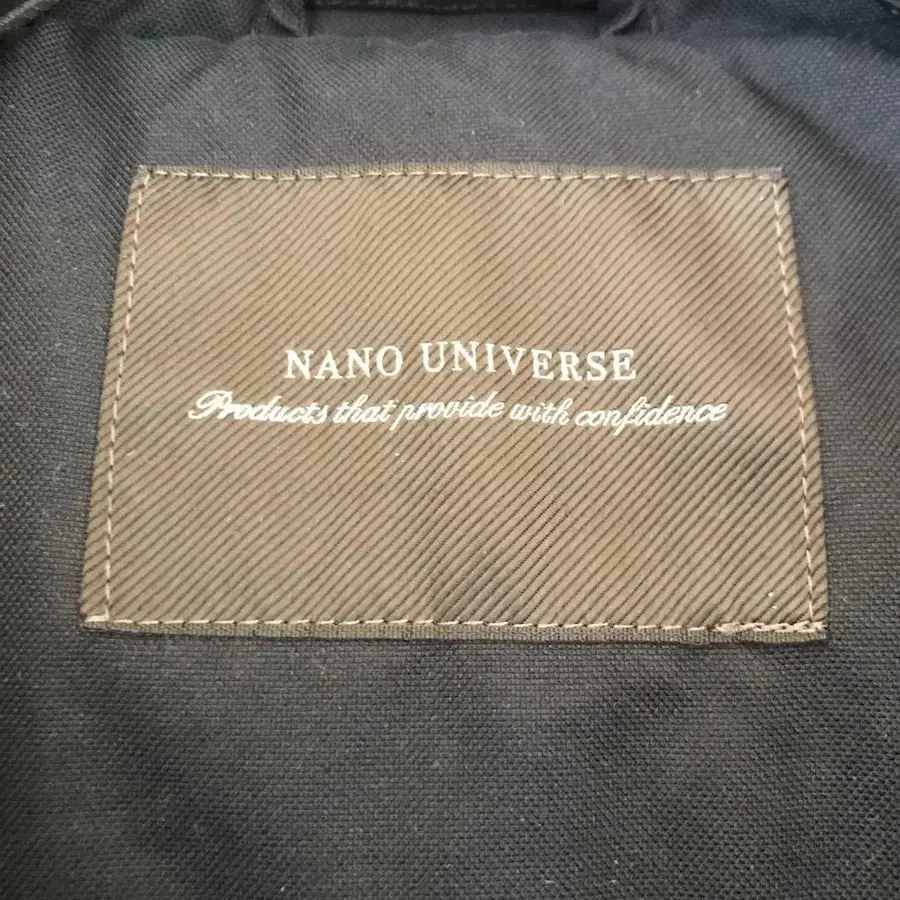 NANO UNIVERSE
Products that provide with confidence